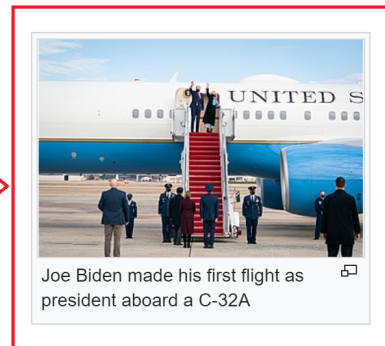 UNITED S
Joe Biden made his first flight as
president aboard a C-32A